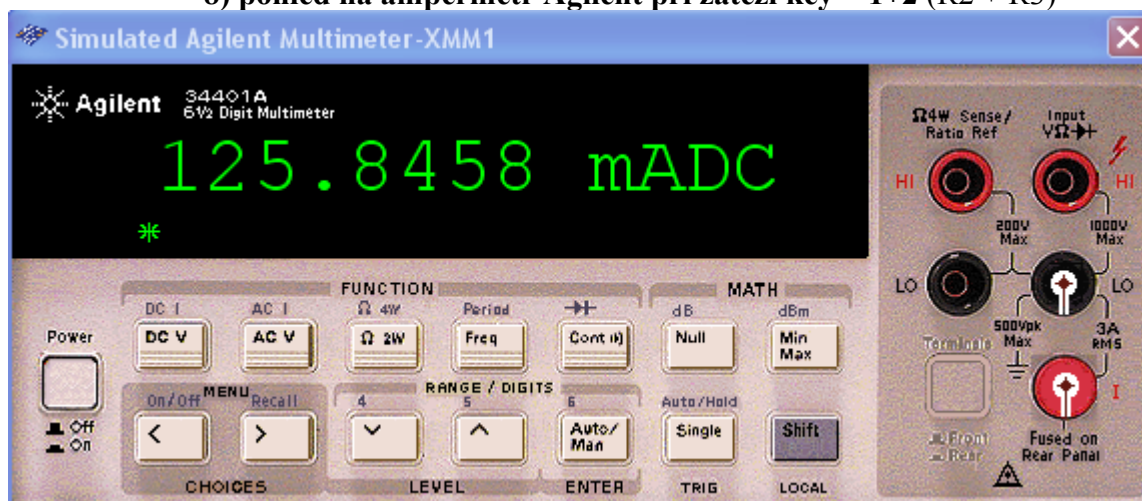 pohled na ampérmetr Agilent při zátěži key = 1+2 (R2 + R3)
Simulated Agilent Multimeter-XMM1
Agilent 34401A
6½ Digit Multimeter
125.8458 mADC
Ω4W Sense/
Ratio Ref
Input
VΩ
HI
HI
200V
Max
1000V
Max
LO
LO
500Vpk
Max
3A
RMS
Terminals
I
Front
Rear
Fused on
Rear Panal
FUNCTION
MATH
DC I
AC I
Ω 4W
Period
dB
dBm
Power
DC V
AC V
Ω 2W
Freq
Cont
Null
Min
Max
MENU
RANGE / DIGITS
On/Off
Recall
4
5
6
Auto/Hold
Off
On
<
>
Auto/
Man
Single
Shift
CHOICES
LEVEL
ENTER
TRIG
LOCAL